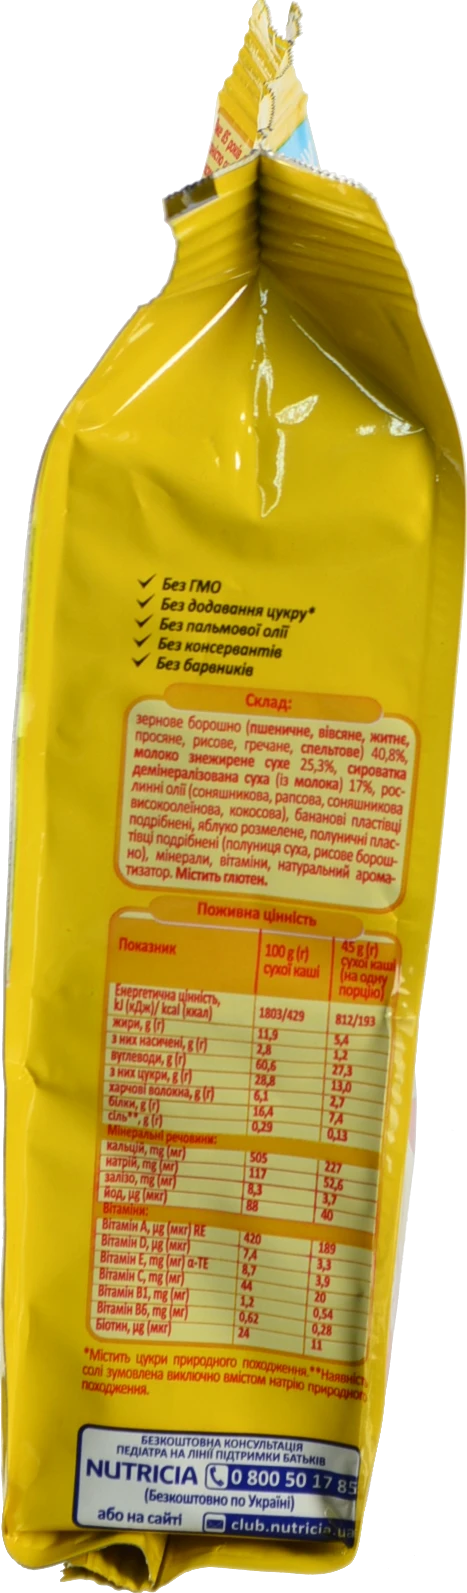 Без ГМО
Без додавання цукру*
Без пальмової олії
Без консервантів
Без барвників
Склад:
зернове борошно (пшеничне, вівсяне, житнє,
просяне, рисове, гречане, спельтове) 40,8%,
молоко знежирене сухе 25,3%, сироватка
демінералізована суха (із молока) 17%, рос-
линні олії (соняшникова, рапсова, соняшникова
високоолеїнова, кокосова), бананові пластівці
подрібнені, яблуко розмелене, полуничні плас-
тівці подрібнені (полуниця суха, рисове борош-
но), мінерали, вітаміни, натуральний арома-
тизатор. Містить глютен.
Поживна цінність
Показник 100 g (г) сухої каші 45 g (г) сухої каші (на одну порцію)
Енергетична цінність,
kJ (кДж)/ kcal (ккал) 1803/429 812/193
жири, g (г) 11,9 5,4
з них насичені, g (г) 2,8 1,2
вуглеводи, g (г) 60,6 27,3
з них цукри, g (г) 28,8 13,0
харчові волокна, g (г) 6,1 2,7
білки, g (г) 16,4 7,4
сіль**, g (г) 0,29 0,13
Мінеральні речовини:
кальцій, mg (мг) 505 227
натрій, mg (мг) 117 52,6
залізо, mg (мг) 8,3 3,7
йод, µg (мкг) 88 40
Вітаміни:
Вітамін А, µg (мкг) RE 420 189
Вітамін D, µg (мкг) 7,4 3,3
Вітамін Е, mg (мг) α-TE 8,7 3,9
Вітамін С, mg (мг) 44 20
Вітамін В1, mg (мг) 1,2 0,54
Вітамін В6, mg (мг) 0,62 0,28
Біотин, µg (мкг) 24 11
*Містить цукри природного походження.**Наявність
солі зумовлена виключно вмістом натрію природного
походження.
БЕЗКОШТОВНА КОНСУЛЬТАЦІЯ
ПЕДІАТРА НА ЛІНІЇ ПІДТРИМКИ БАТЬКІВ
NUTRICIA 0 800 50 17 85
(Безкоштовно по Україні)
або на сайті club.nutricia.ua